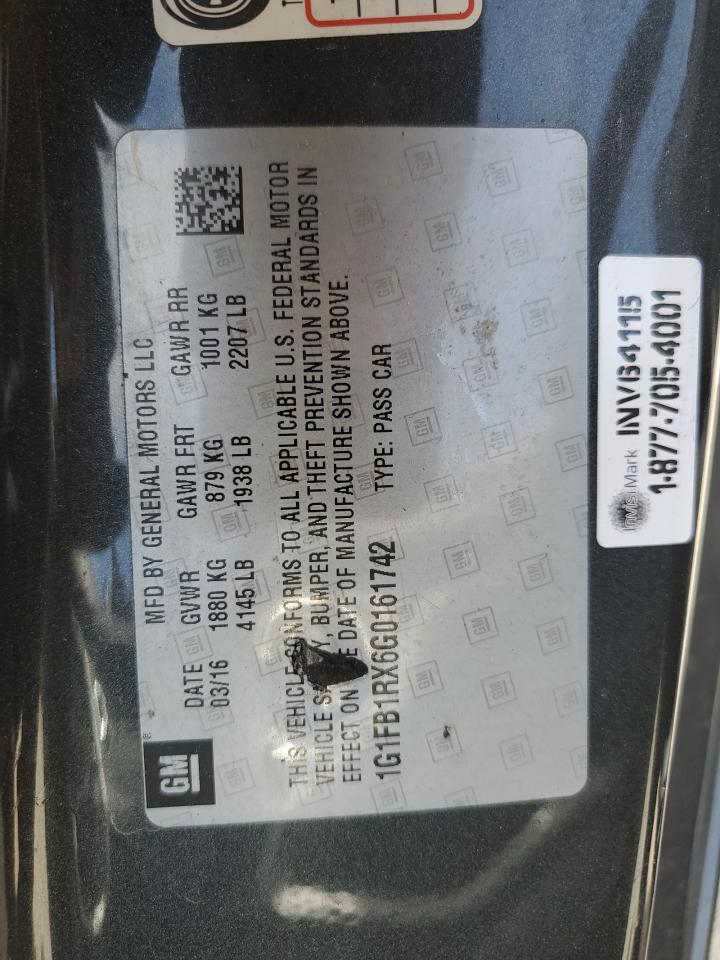 MFD BY GENERAL MOTORS LLC
DATE GVWR GAWR FRT GAWR RR
03/16 1880 KG 879 KG 1001 KG
4145 LB 1938 LB 2207 LB
THIS VEHICLE CONFORMS TO ALL APPLICABLE U.S. FEDERAL MOTOR
VEHICLE S Y, BUMPER, AND THEFT PREVENTION STANDARDS IN
EFFECT ON E DATE OF MANUFACTURE SHOWN ABOVE.
1G1FB1RX6G0161742 TYPE: PASS CAR
GM
InVisiMark INV641115
1-877-705-4001